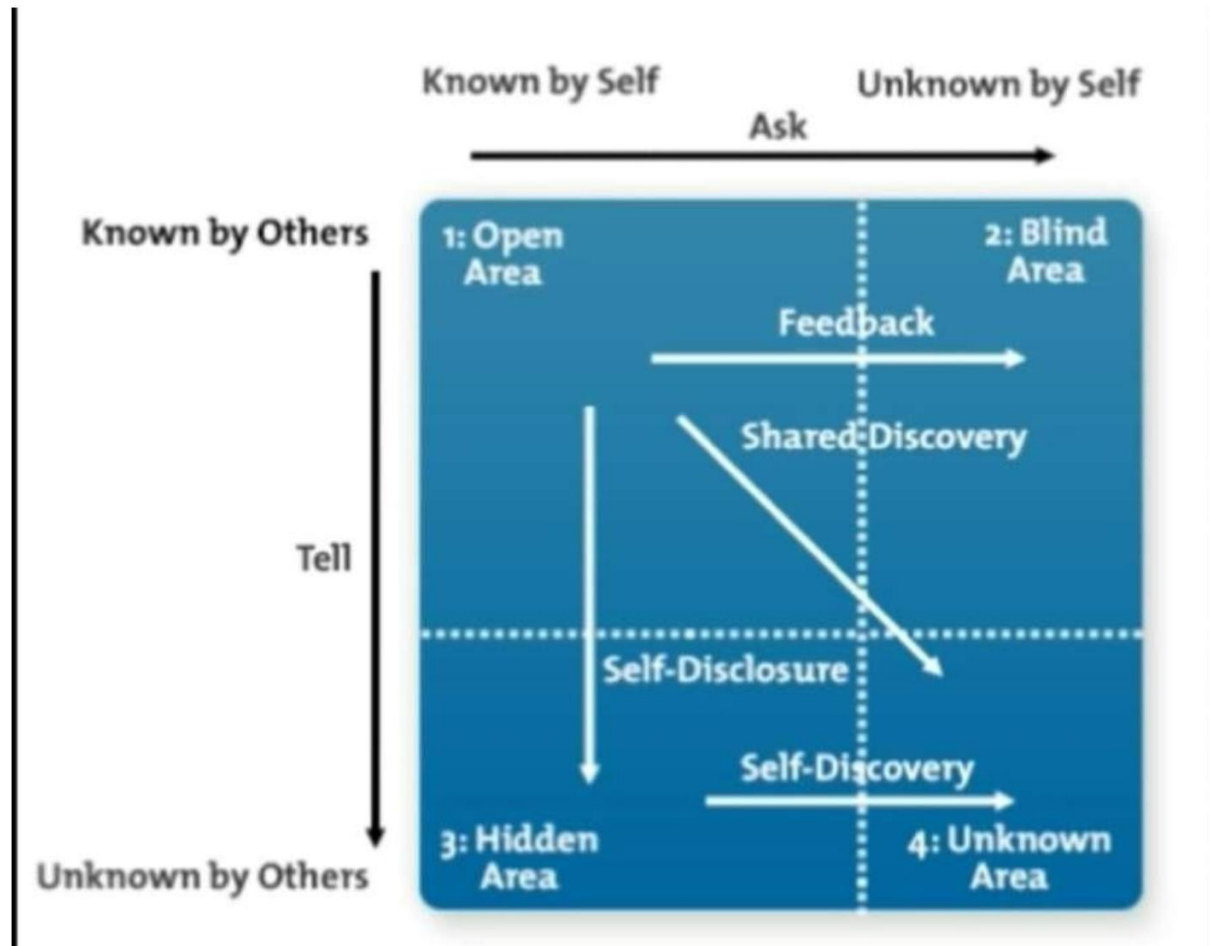 Known by Self
Unknown by Self
Ask
Known by Others
1: Open
Area
2: Blind
Area
Feedback
Shared Discovery
Tell
Self-Disclosure
Self-Discovery
3: Hidden
Area
4: Unknown
Area
Unknown by Others